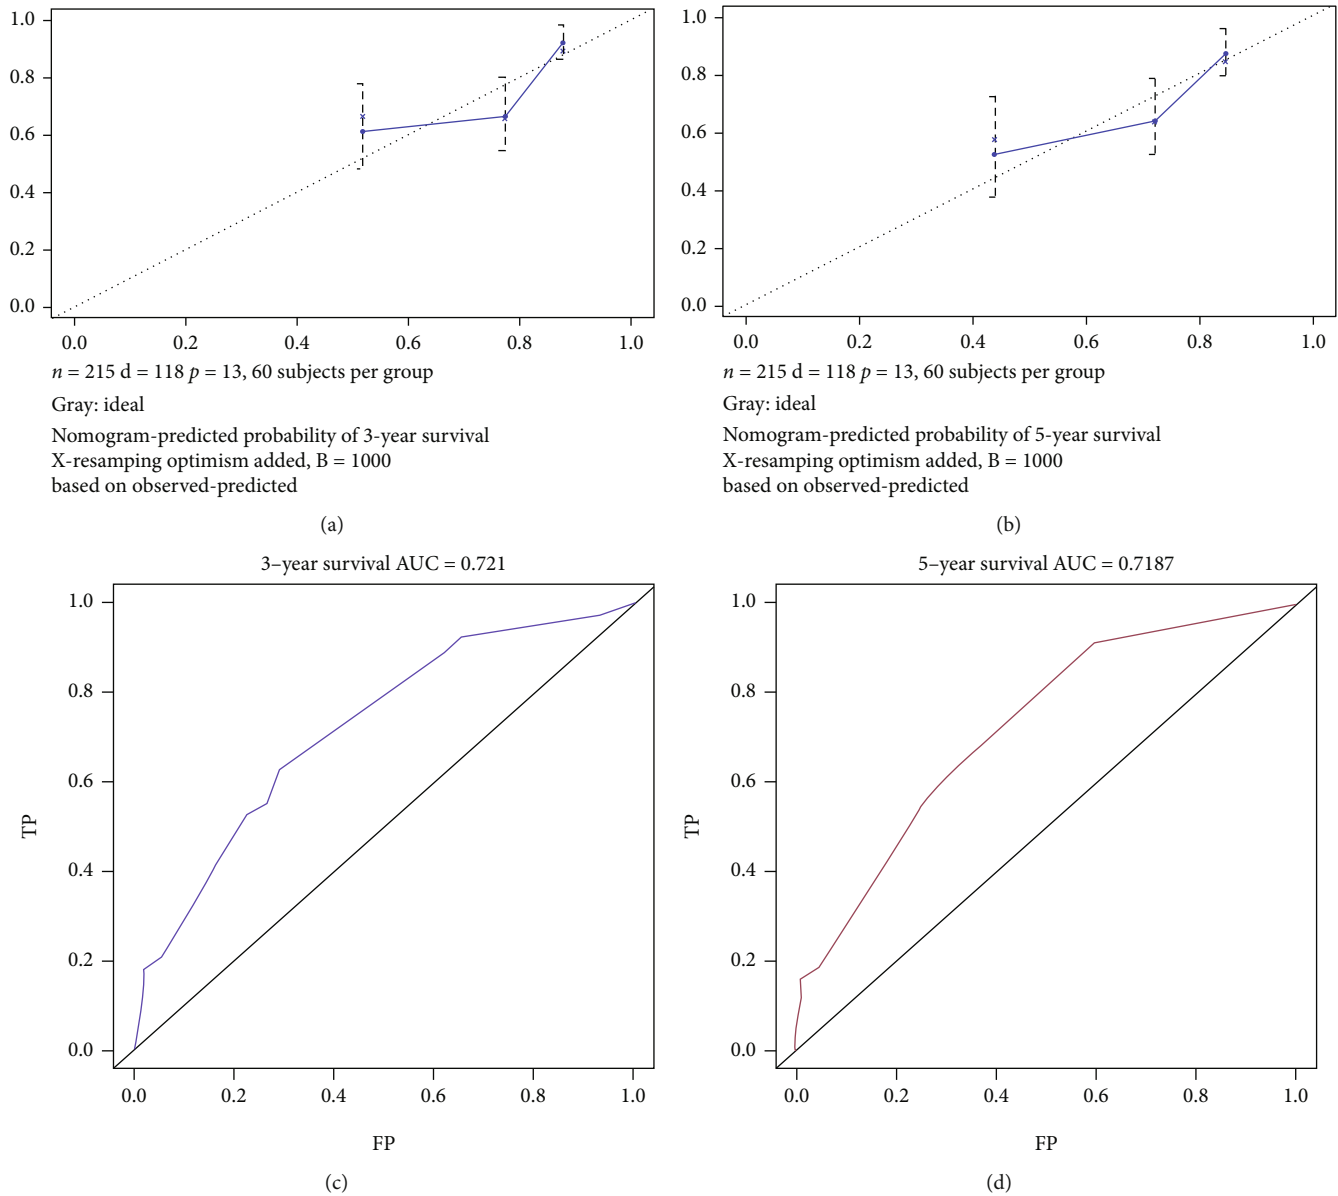 1.0
0.8
0.6
0.4
0.2
0.0
0.0 0.2 0.4 0.6 0.8 1.0
n = 215 d = 118 p = 13, 60 subjects per group
Gray: ideal
Nomogram-predicted probability of 3-year survival
X-resampling optimism added, B = 1000
based on observed-predicted
(a)
1.0
0.8
0.6
0.4
0.2
0.0
0.0 0.2 0.4 0.6 0.8 1.0
n = 215 d = 118 p = 13, 60 subjects per group
Gray: ideal
Nomogram-predicted probability of 5-year survival
X-resampling optimism added, B = 1000
based on observed-predicted
(b)
3–year survival AUC = 0.721
TP
1.0
0.8
0.6
0.4
0.2
0.0
0.0 0.2 0.4 0.6 0.8 1.0
FP
(c)
5–year survival AUC = 0.7187
TP
1.0
0.8
0.6
0.4
0.2
0.0
0.0 0.2 0.4 0.6 0.8 1.0
FP
(d)